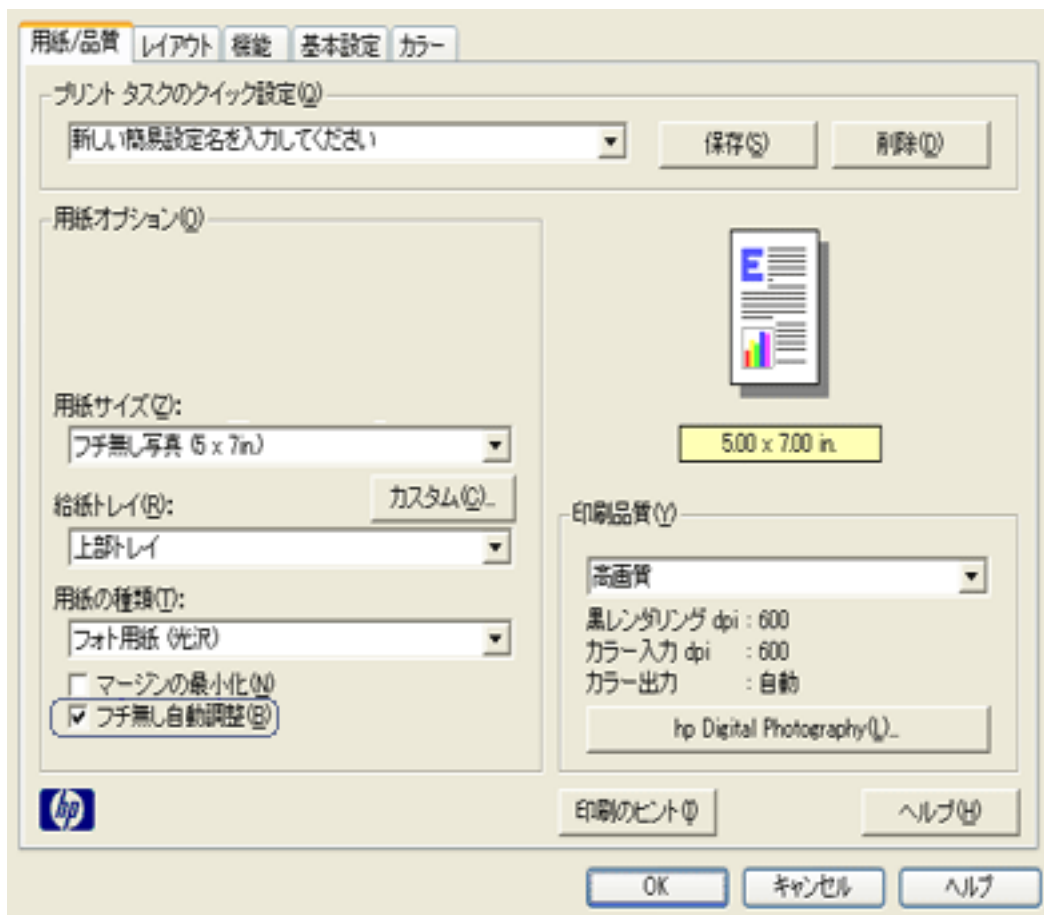 用紙/品質 レイアウト 機能 基本設定 カラー
プリント タスクのクイック設定(Q)
新しい簡易設定名を入力してください
保存(S) 削除(D)
用紙オプション(O)
用紙サイズ(Z):
フチ無し写真 (5 x 7in.)
カスタム(C)...
給紙トレイ(R):
上部トレイ
用紙の種類(T):
フォト用紙 (光沢)
マージンの最小化(N)
フチ無し自動調整(B)
E
5.00 x 7.00 in.
印刷品質(Y)
高画質
黒レンダリング dpi : 600
カラー入力 dpi : 600
カラー出力 : 自動
hp Digital Photography(L)...
hp
印刷のヒント(I) ヘルプ(H)
OK キャンセル ヘルプ